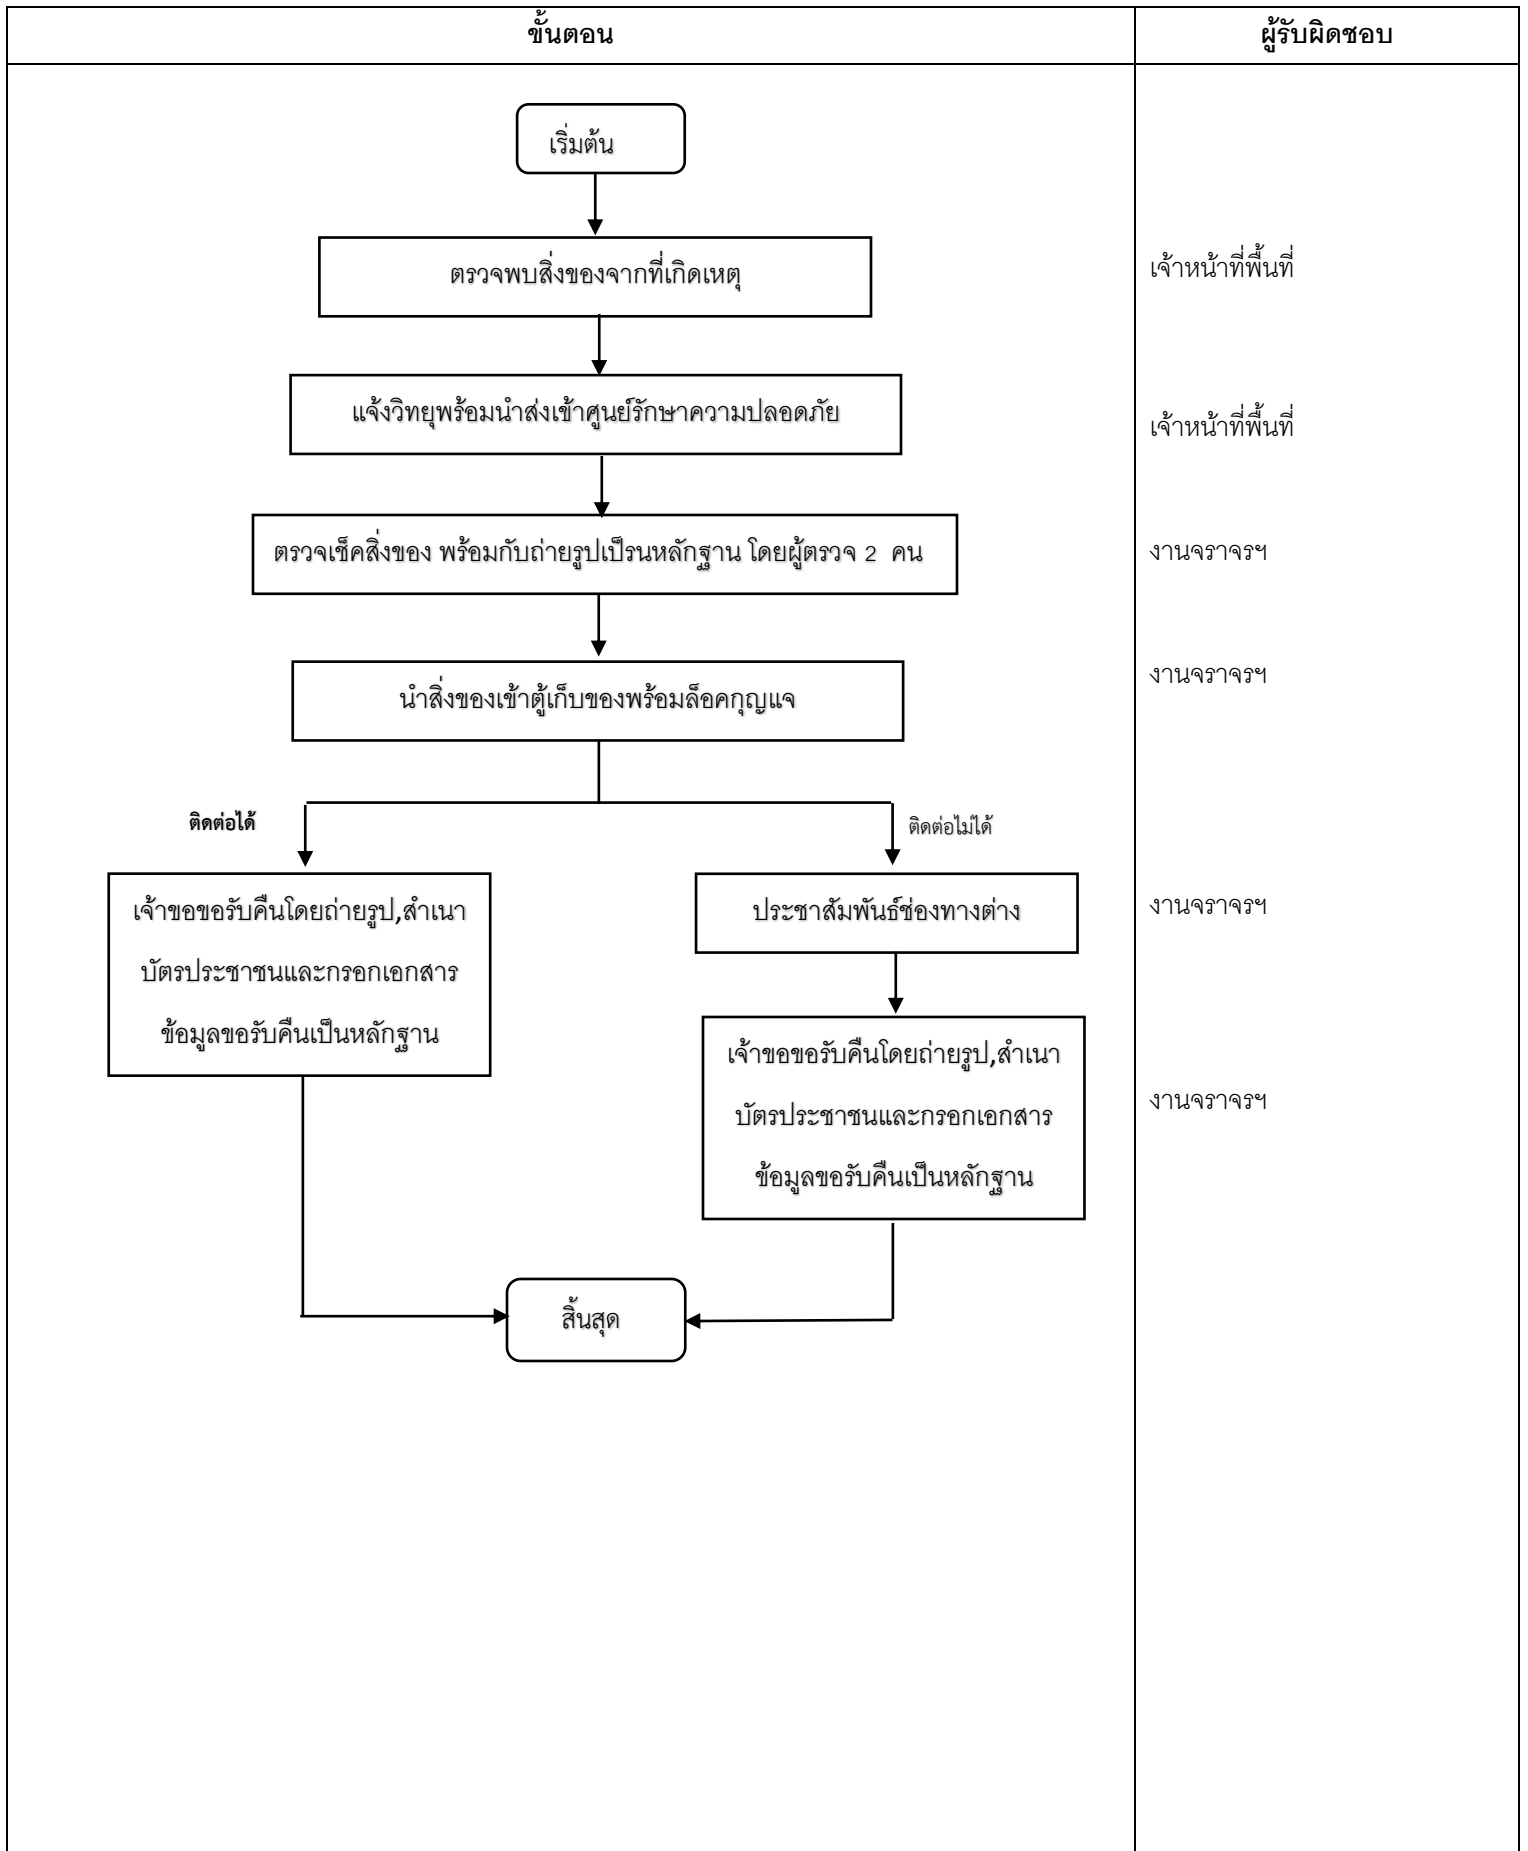 ขั้นตอน
ผู้รับผิดชอบ
เริ่มต้น
ตรวจพบสิ่งของจากที่เกิดเหตุ
เจ้าหน้าที่พื้นที่
แจ้งวิทยุพร้อมนำส่งเข้าศูนย์รักษาความปลอดภัย
เจ้าหน้าที่พื้นที่
ตรวจเช็คสิ่งของ พร้อมกับถ่ายรูปเป็รนหลักฐาน โดยผู้ตรวจ 2 คน
งานจราจรฯ
นำสิ่งของเข้าตู้เก็บของพร้อมล็อคกุญแจ
งานจราจรฯ
ติดต่อได้
ติดต่อไม่ได้
เจ้าขอขอรับคืนโดยถ่ายรูป,สำเนา
บัตรประชาชนและกรอกเอกสาร
ข้อมูลขอรับคืนเป็นหลักฐาน
ประชาสัมพันธ์ช่องทางต่าง
งานจราจรฯ
เจ้าขอขอรับคืนโดยถ่ายรูป,สำเนา
บัตรประชาชนและกรอกเอกสาร
ข้อมูลขอรับคืนเป็นหลักฐาน
งานจราจรฯ
สิ้นสุด